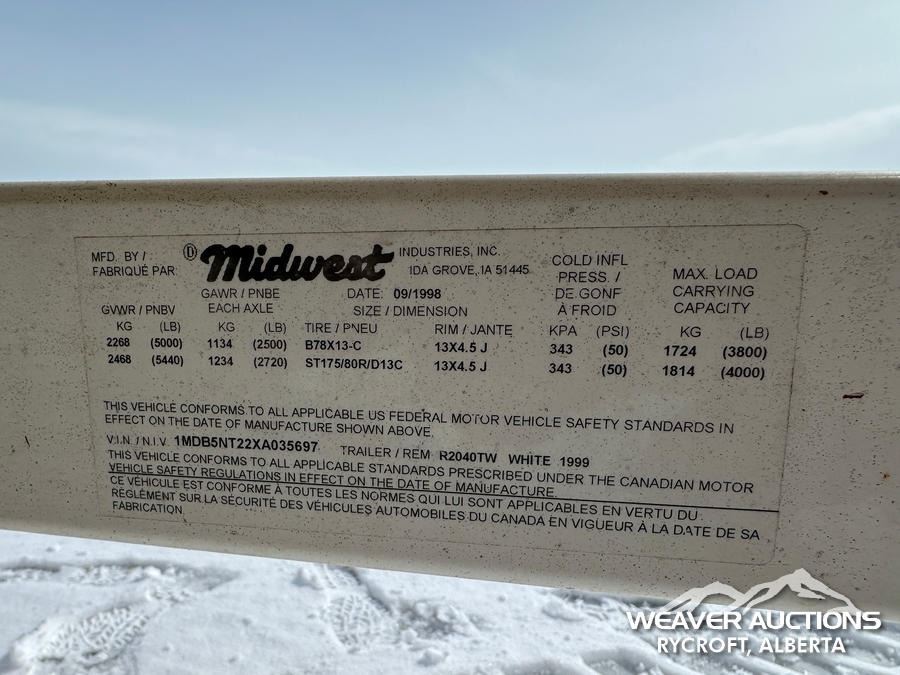 MFD. BY / Ⓓ Midwest INDUSTRIES, INC.
FABRIQUÉ PAR: IDA GROVE, IA 51445
GAWR / PNBE DATE: 09/1998
GVWR / PNBV EACH AXLE SIZE / DIMENSION
COLD INFL
PRESS. /
DE GONF
À FROID
MAX. LOAD
CARRYING
CAPACITY
KG (LB) KG (LB) TIRE / PNEU RIM / JANTE KPA (PSI) KG (LB)
2268 (5000) 1134 (2500) B78X13-C 13X4.5 J 343 (50) 1724 (3800)
2468 (5440) 1234 (2720) ST175/80R/D13C 13X4.5 J 343 (50) 1814 (4000)
THIS VEHICLE CONFORMS TO ALL APPLICABLE US FEDERAL MOTOR VEHICLE SAFETY STANDARDS IN
EFFECT ON THE DATE OF MANUFACTURE SHOWN ABOVE,
V.I.N. / N.I.V. 1MDB5NT22XA035697 TRAILER / REM R2040TW WHITE 1999
THIS VEHICLE CONFORMS TO ALL APPLICABLE STANDARDS PRESCRIBED UNDER THE CANADIAN MOTOR
VEHICLE SAFETY REGULATIONS IN EFFECT ON THE DATE OF MANUFACTURE.
CE VÉHICULE EST CONFORME À TOUTES LES NORMES QUI LUI SONT APPLICABLES EN VERTU DU
RÈGLEMENT SUR LA SÉCURITÉ DES VÉHICULES AUTOMOBILES DU CANADA EN VIGUEUR À LA DATE DE SA
FABRICATION.
WEAVER AUCTIONS
RYCROFT, ALBERTA